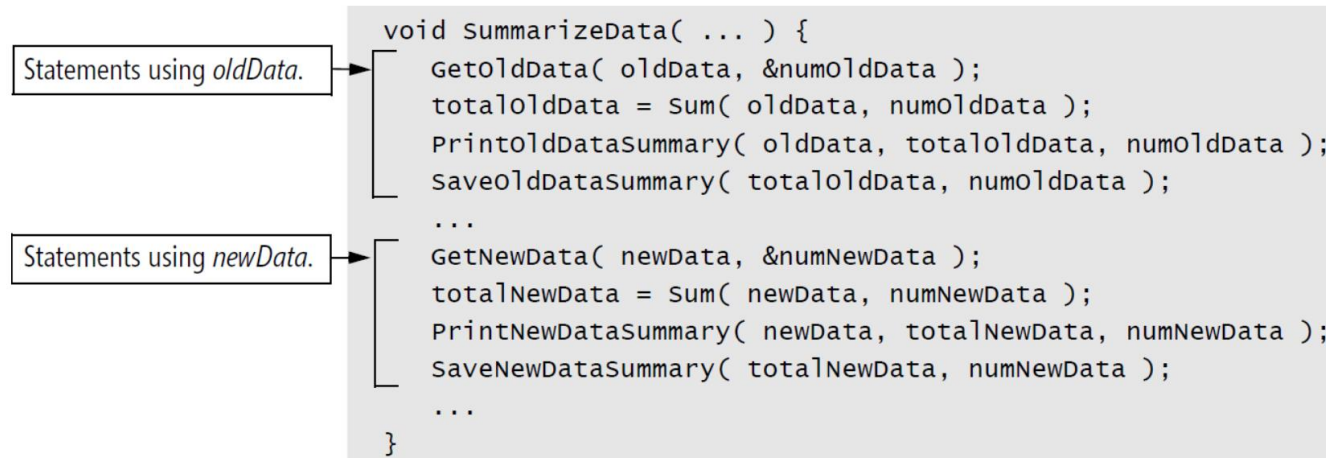 void SummarizeData( ... ) {
Statements using oldData.
GetOldData( oldData, &numOldData );
totalOldData = Sum( oldData, numOldData );
PrintOldDataSummary( oldData, totalOldData, numOldData );
SaveOldDataSummary( totalOldData, numOldData );
...
Statements using newData.
GetNewData( newData, &numNewData );
totalNewData = Sum( newData, numNewData );
PrintNewDataSummary( newData, totalNewData, numNewData );
SaveNewDataSummary( totalNewData, numNewData );
...
}